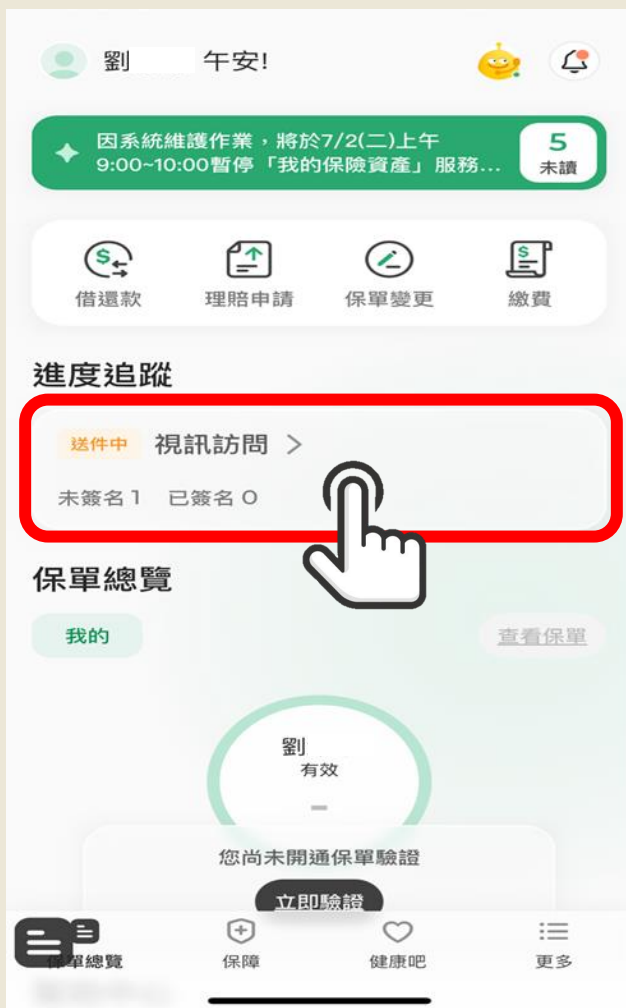 劉 午安!
因系統維護作業，將於7/2(二)上午
9:00~10:00暫停「我的保險資產」服務...
5
未讀
借還款 理賠申請 保單變更 繳費
進度追蹤
送件中 視訊訪問 >
未簽名 1 已簽名 0
保單總覽
我的 查看保單
劉
有效
-
您尚未開通保單驗證
立即驗證
保單總覽 保障 健康吧 更多